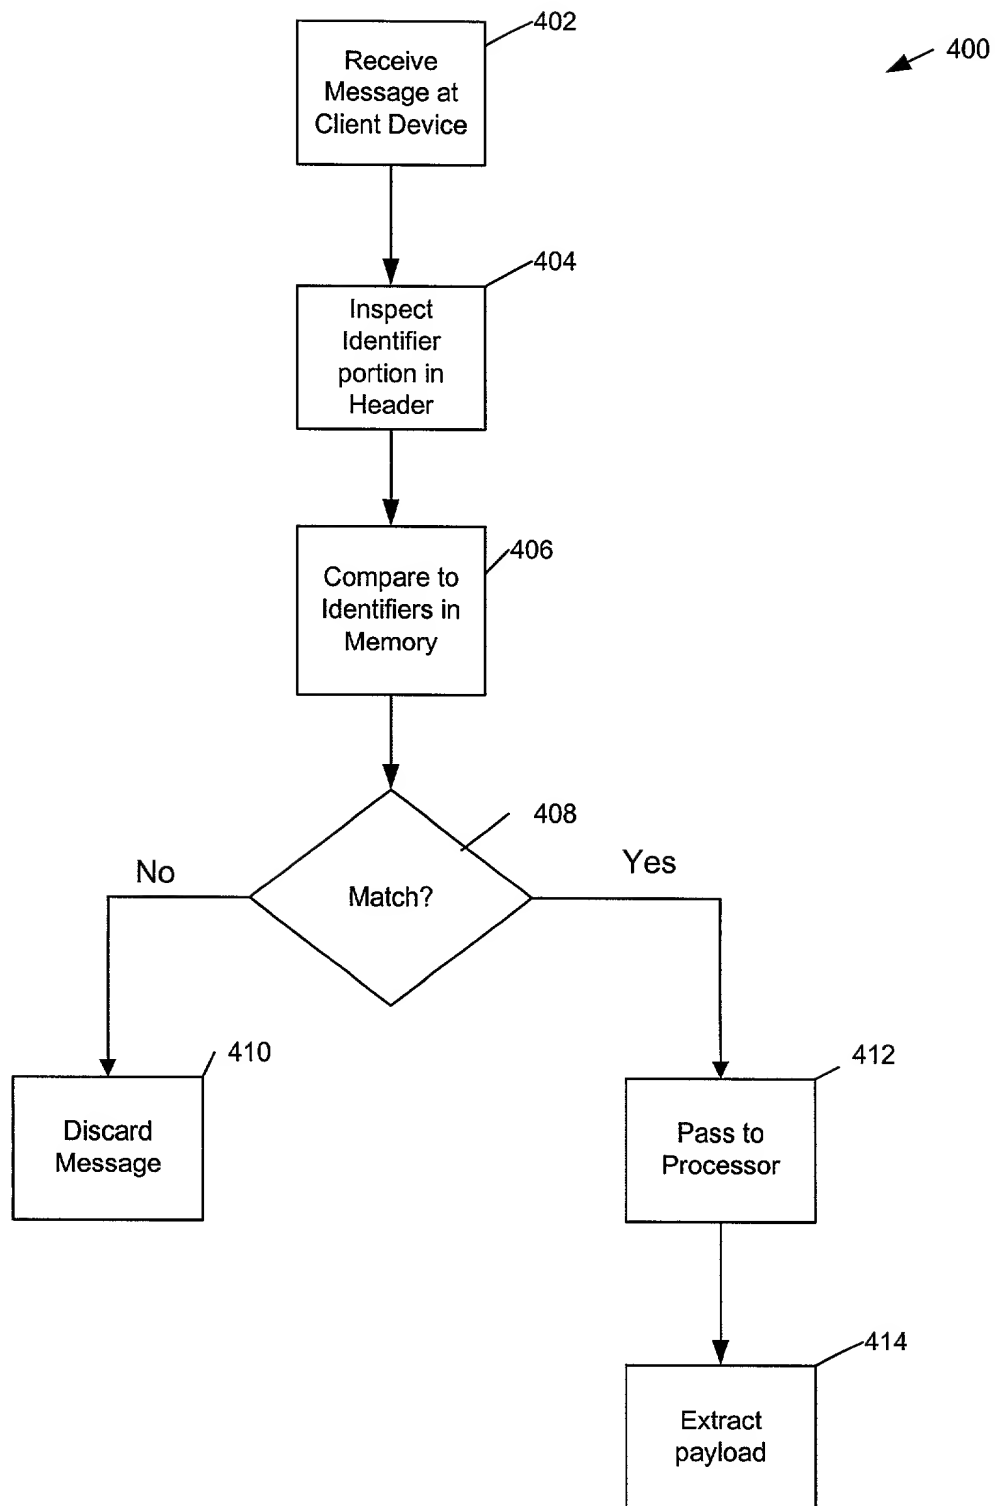 402
400
Receive
Message at
Client Device
404
Inspect
Identifier
portion in
Header
406
Compare to
Identifiers in
Memory
408
No
Yes
Match?
410
412
Discard
Message
Pass to
Processor
414
Extract
payload